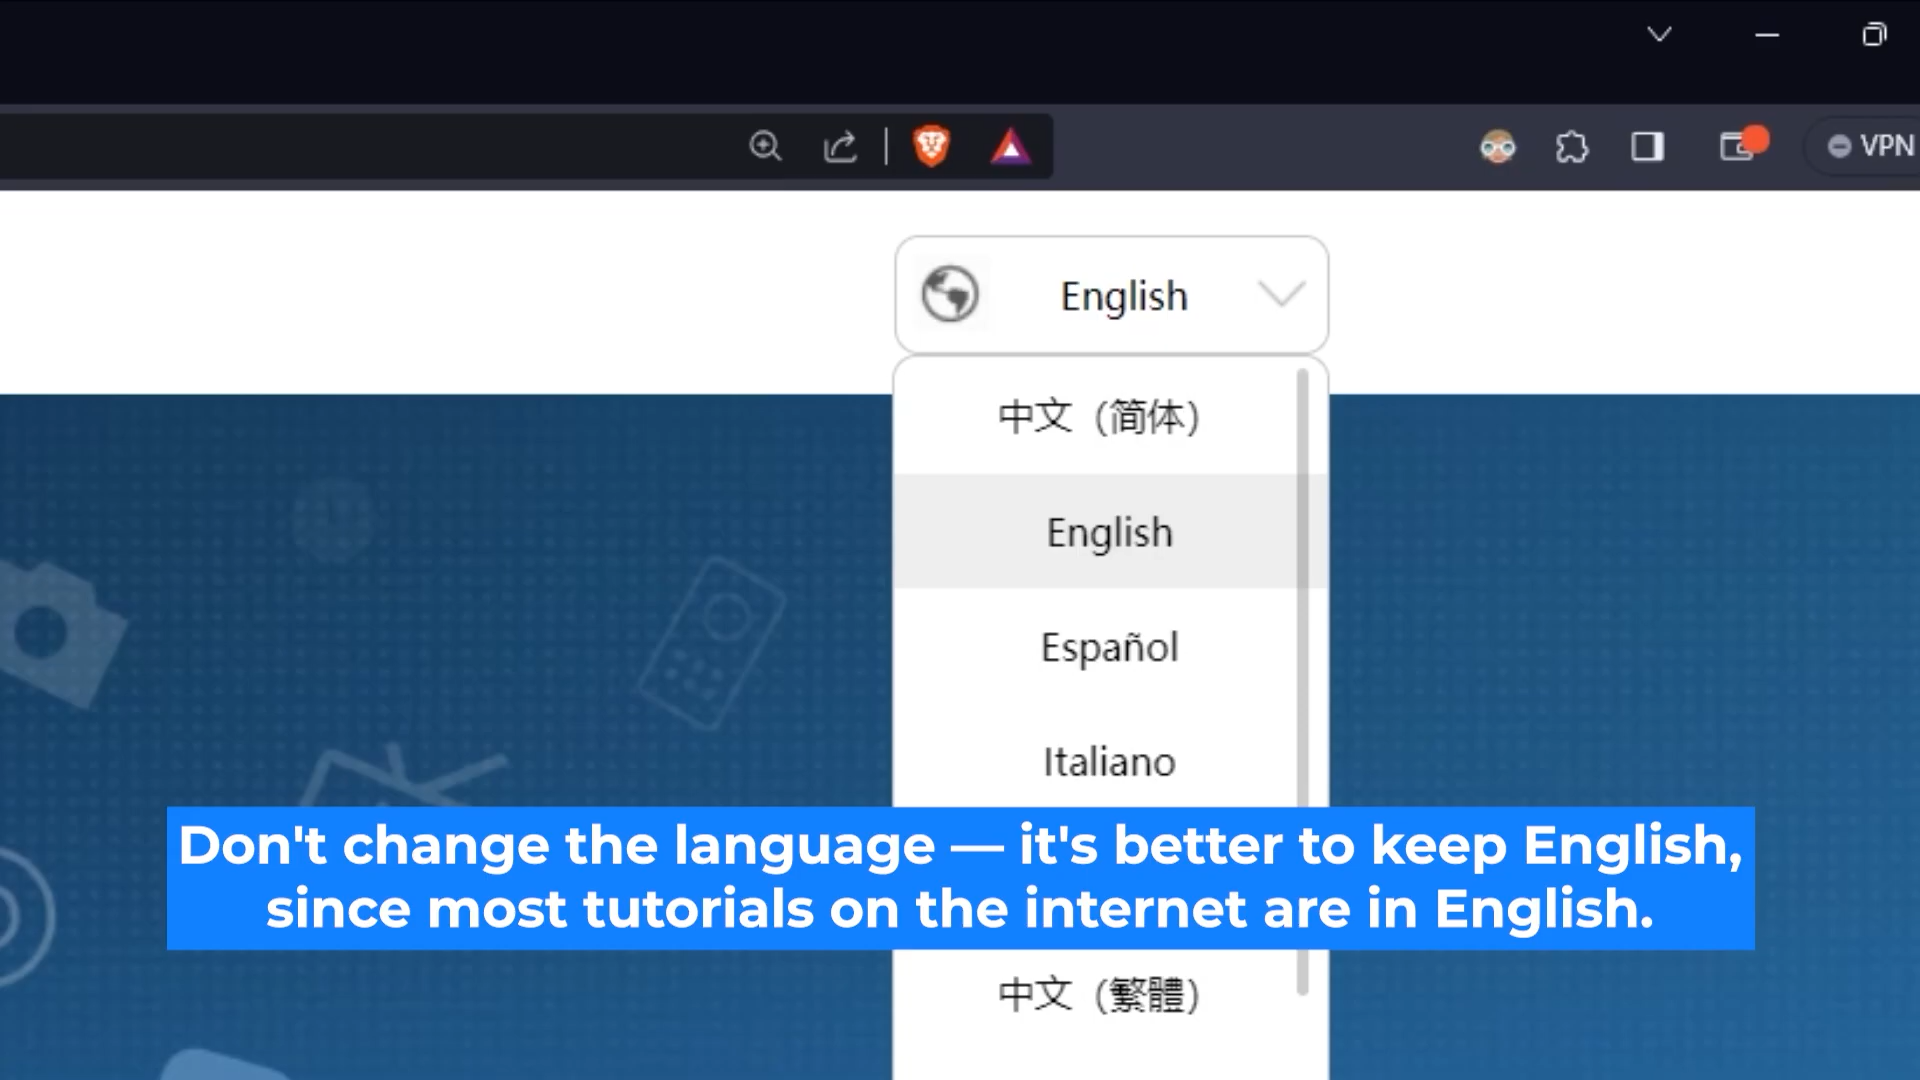 VPN
English
中文（简体）
English
Español
Italiano
Don't change the language — it's better to keep English,
since most tutorials on the internet are in English.
中文（繁體）